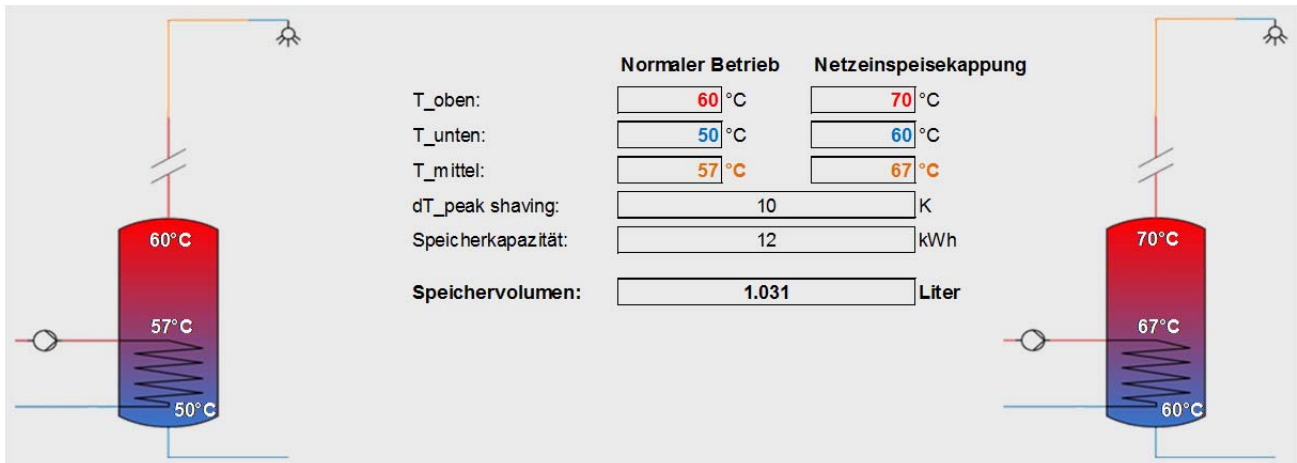 Normaler Betrieb Netzeinspeisekappung
T_oben: 60 °C 70 °C
T_unten: 50 °C 60 °C
T_mittel: 57 °C 67 °C
dT_peak shaving: 10 K
Speicherkapazität: 12 kWh
Speichervolumen: 1.031 Liter
60°C
57°C
50°C
70°C
67°C
60°C